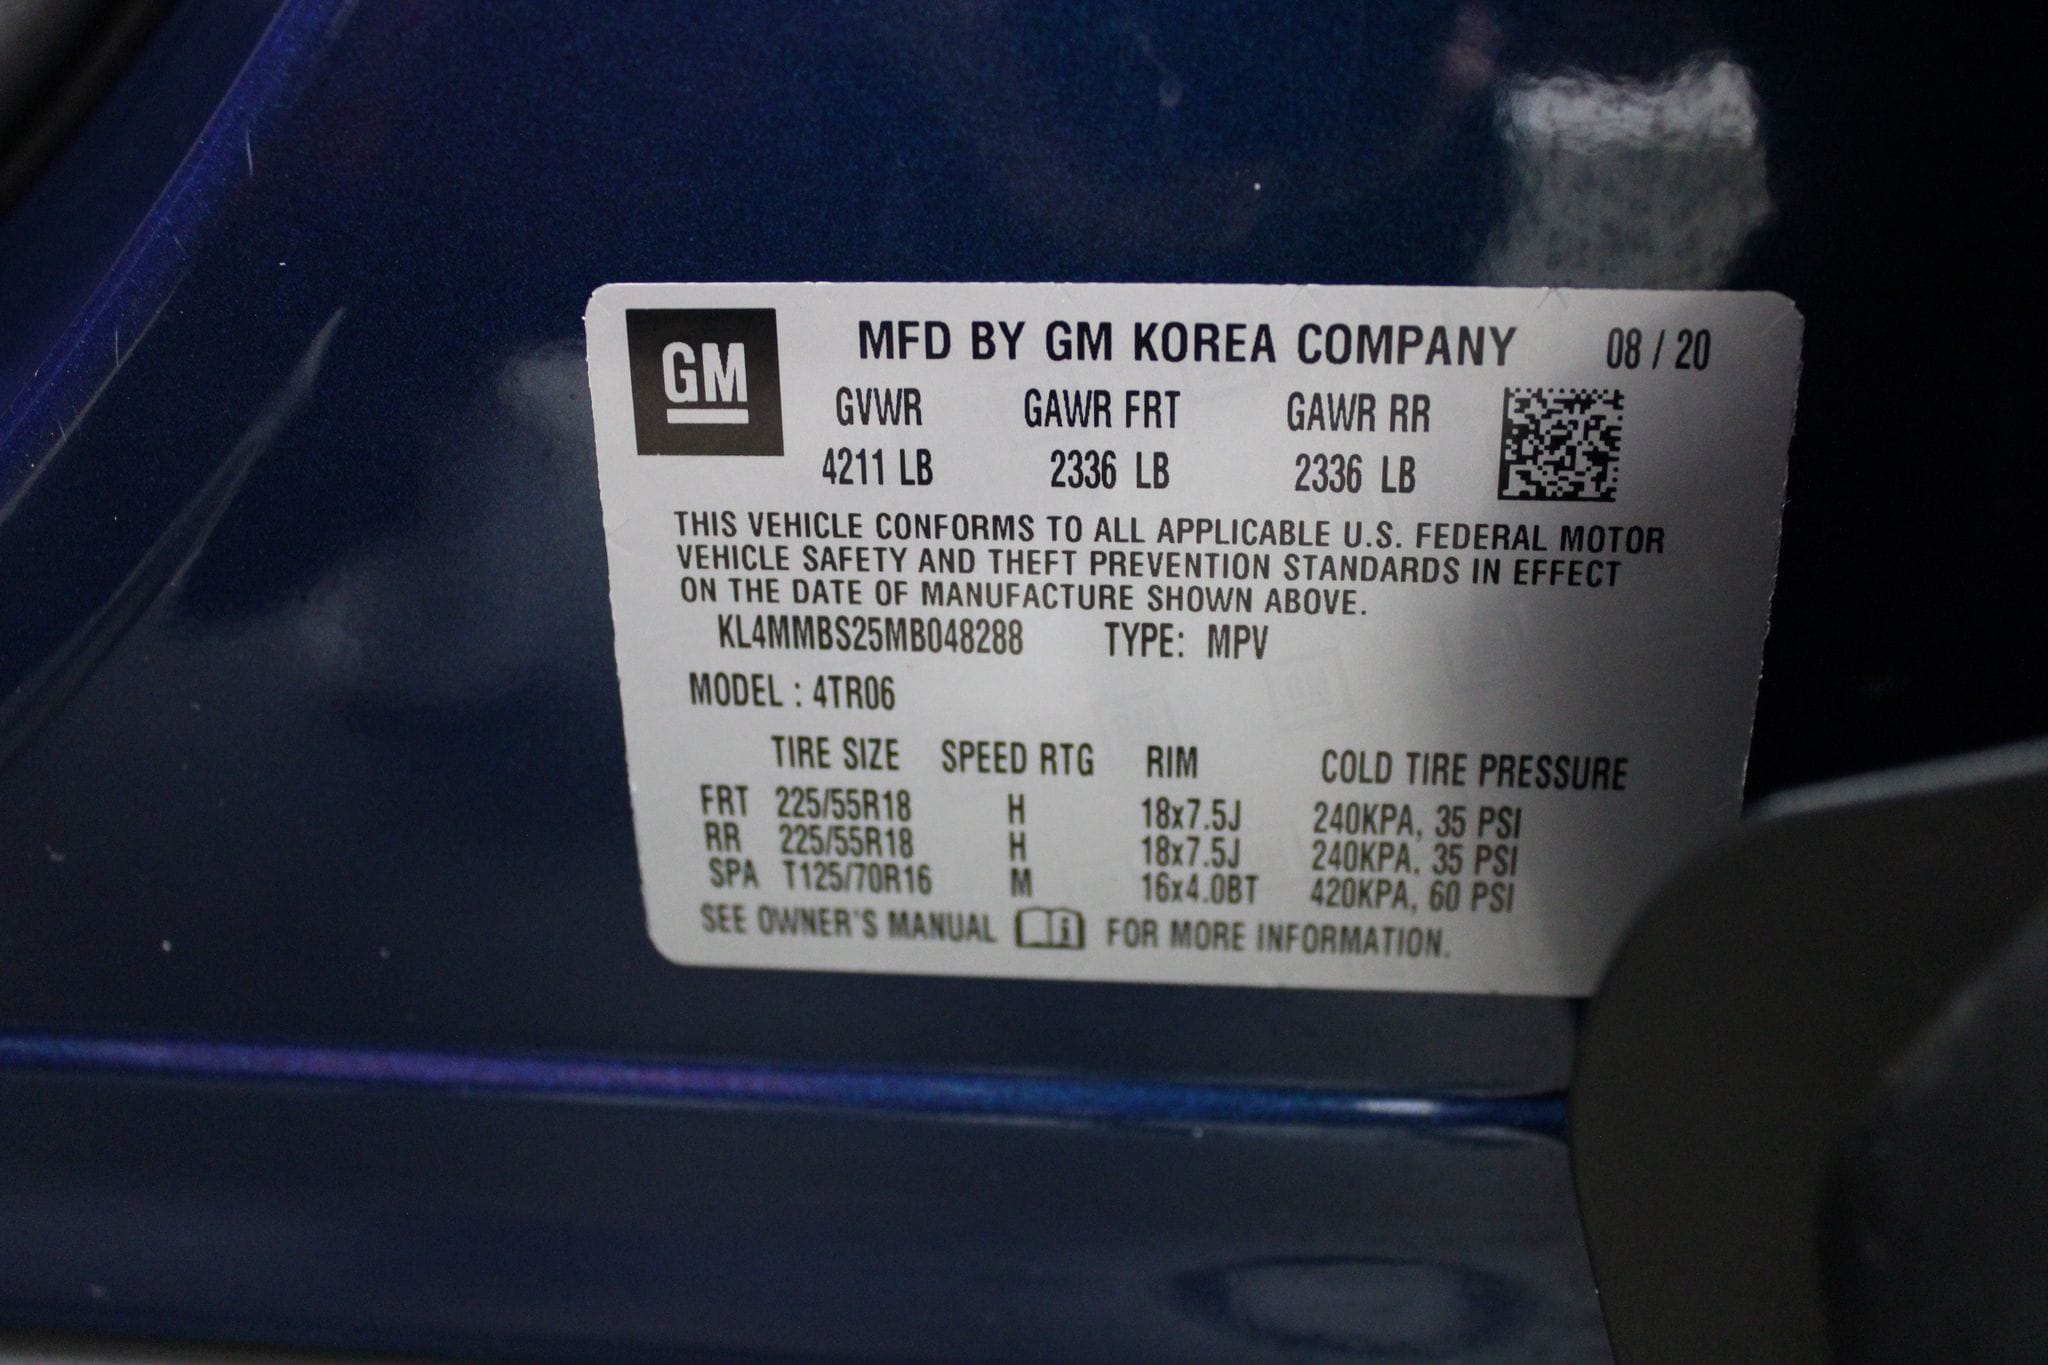 GM
MFD BY GM KOREA COMPANY 08 / 20
GVWR GAWR FRT GAWR RR
4211 LB 2336 LB 2336 LB
THIS VEHICLE CONFORMS TO ALL APPLICABLE U.S. FEDERAL MOTOR
VEHICLE SAFETY AND THEFT PREVENTION STANDARDS IN EFFECT
ON THE DATE OF MANUFACTURE SHOWN ABOVE.
KL4MMBS25MB048288 TYPE: MPV
MODEL : 4TR06
TIRE SIZE SPEED RTG RIM COLD TIRE PRESSURE
FRT 225/55R18 H 18x7.5J 240KPA, 35 PSI
RR 225/55R18 H 18x7.5J 240KPA, 35 PSI
SPA T125/70R16 M 16x4.0BT 420KPA, 60 PSI
SEE OWNER'S MANUAL FOR MORE INFORMATION.